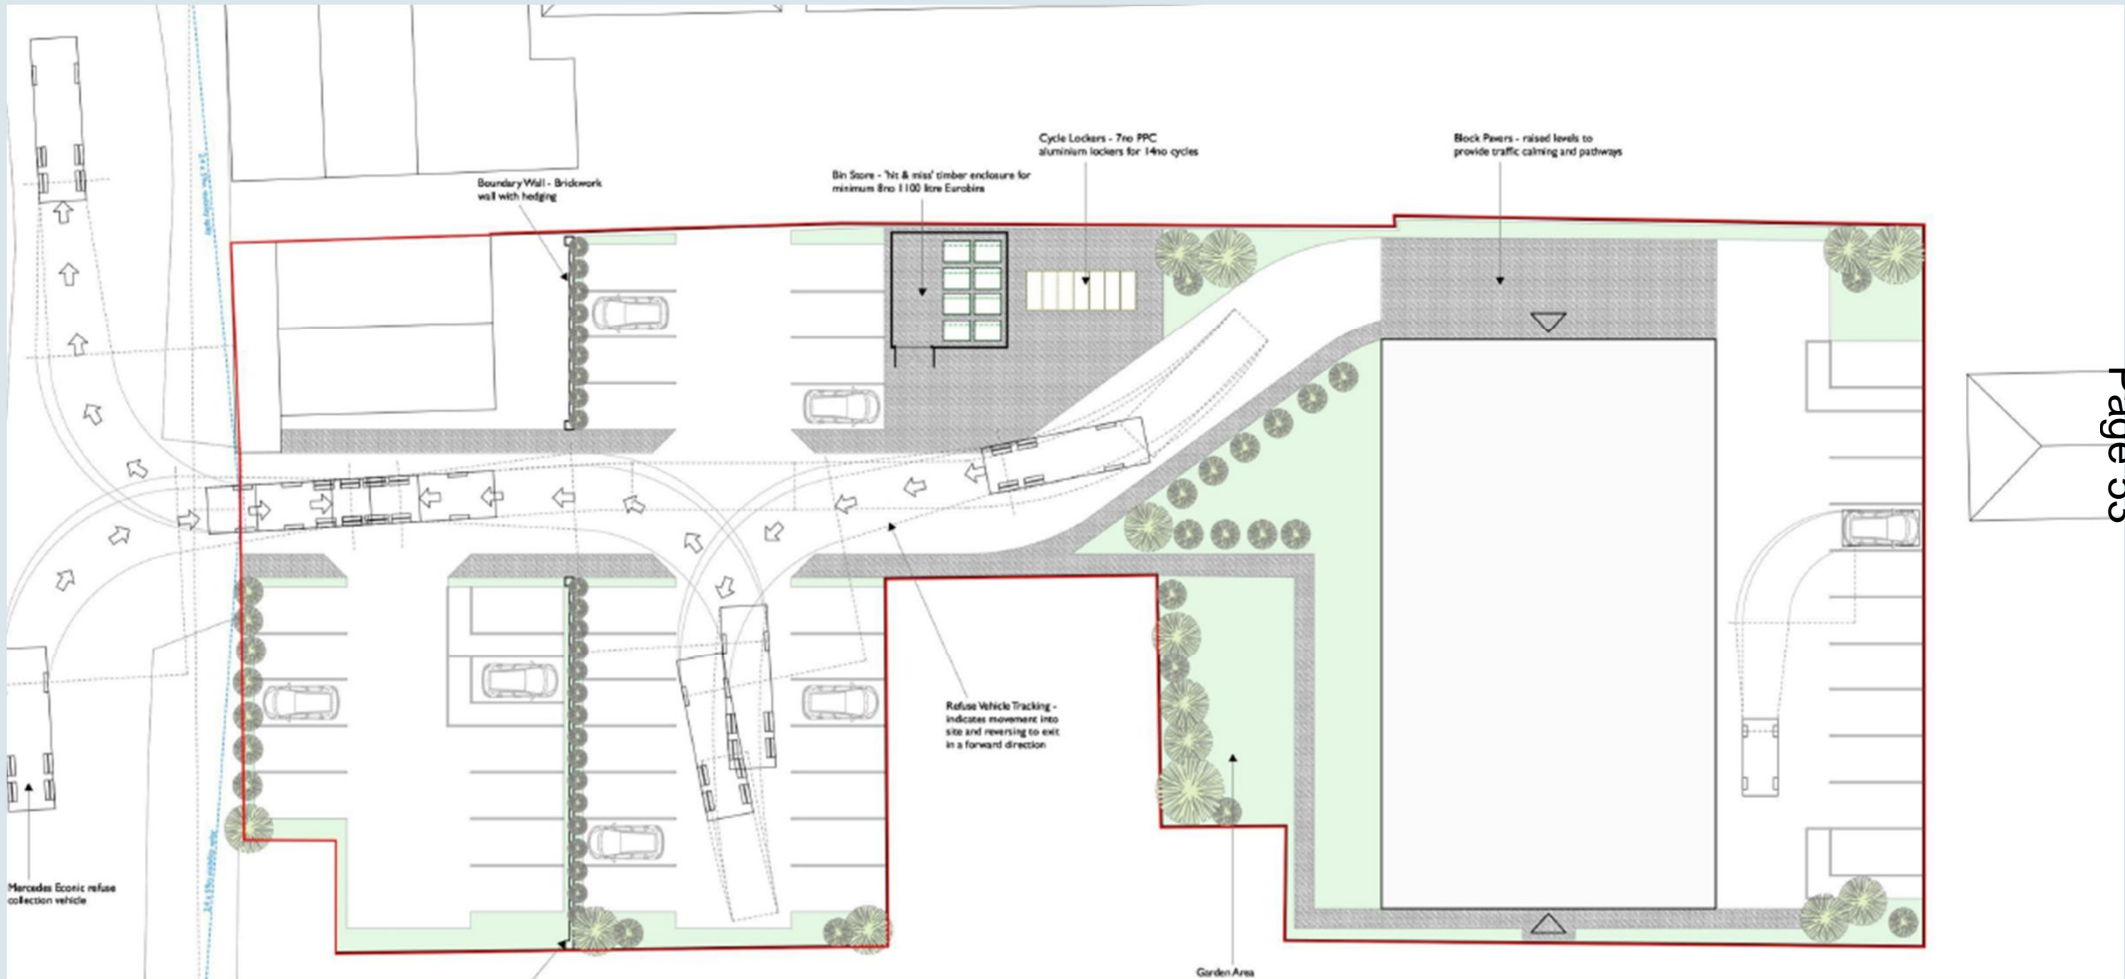 Cycle Lockers - 7no PPC
aluminium lockers for 14no cycles
Block Pavers - raised levels to
provide traffic calming and pathways
Bin Store - 'hit & miss' timber enclosure for
minimum 8no 1100 litre Eurobins
Boundary Wall - Brickwork
wall with hedging
Refuse Vehicle Tracking -
indicates movement into
site and reversing to exit
in a forward direction
Mercedes Econic refuse
collection vehicle
Garden Area
Page 55